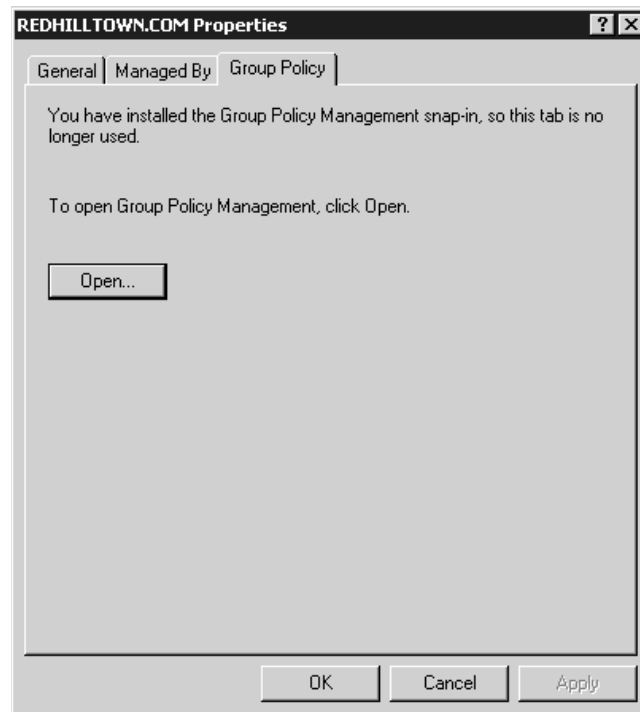 REDHILLTOWN.COM Properties
General Managed By Group Policy
You have installed the Group Policy Management snap-in, so this tab is no
longer used.
To open Group Policy Management, click Open.
Open...
OK Cancel Apply